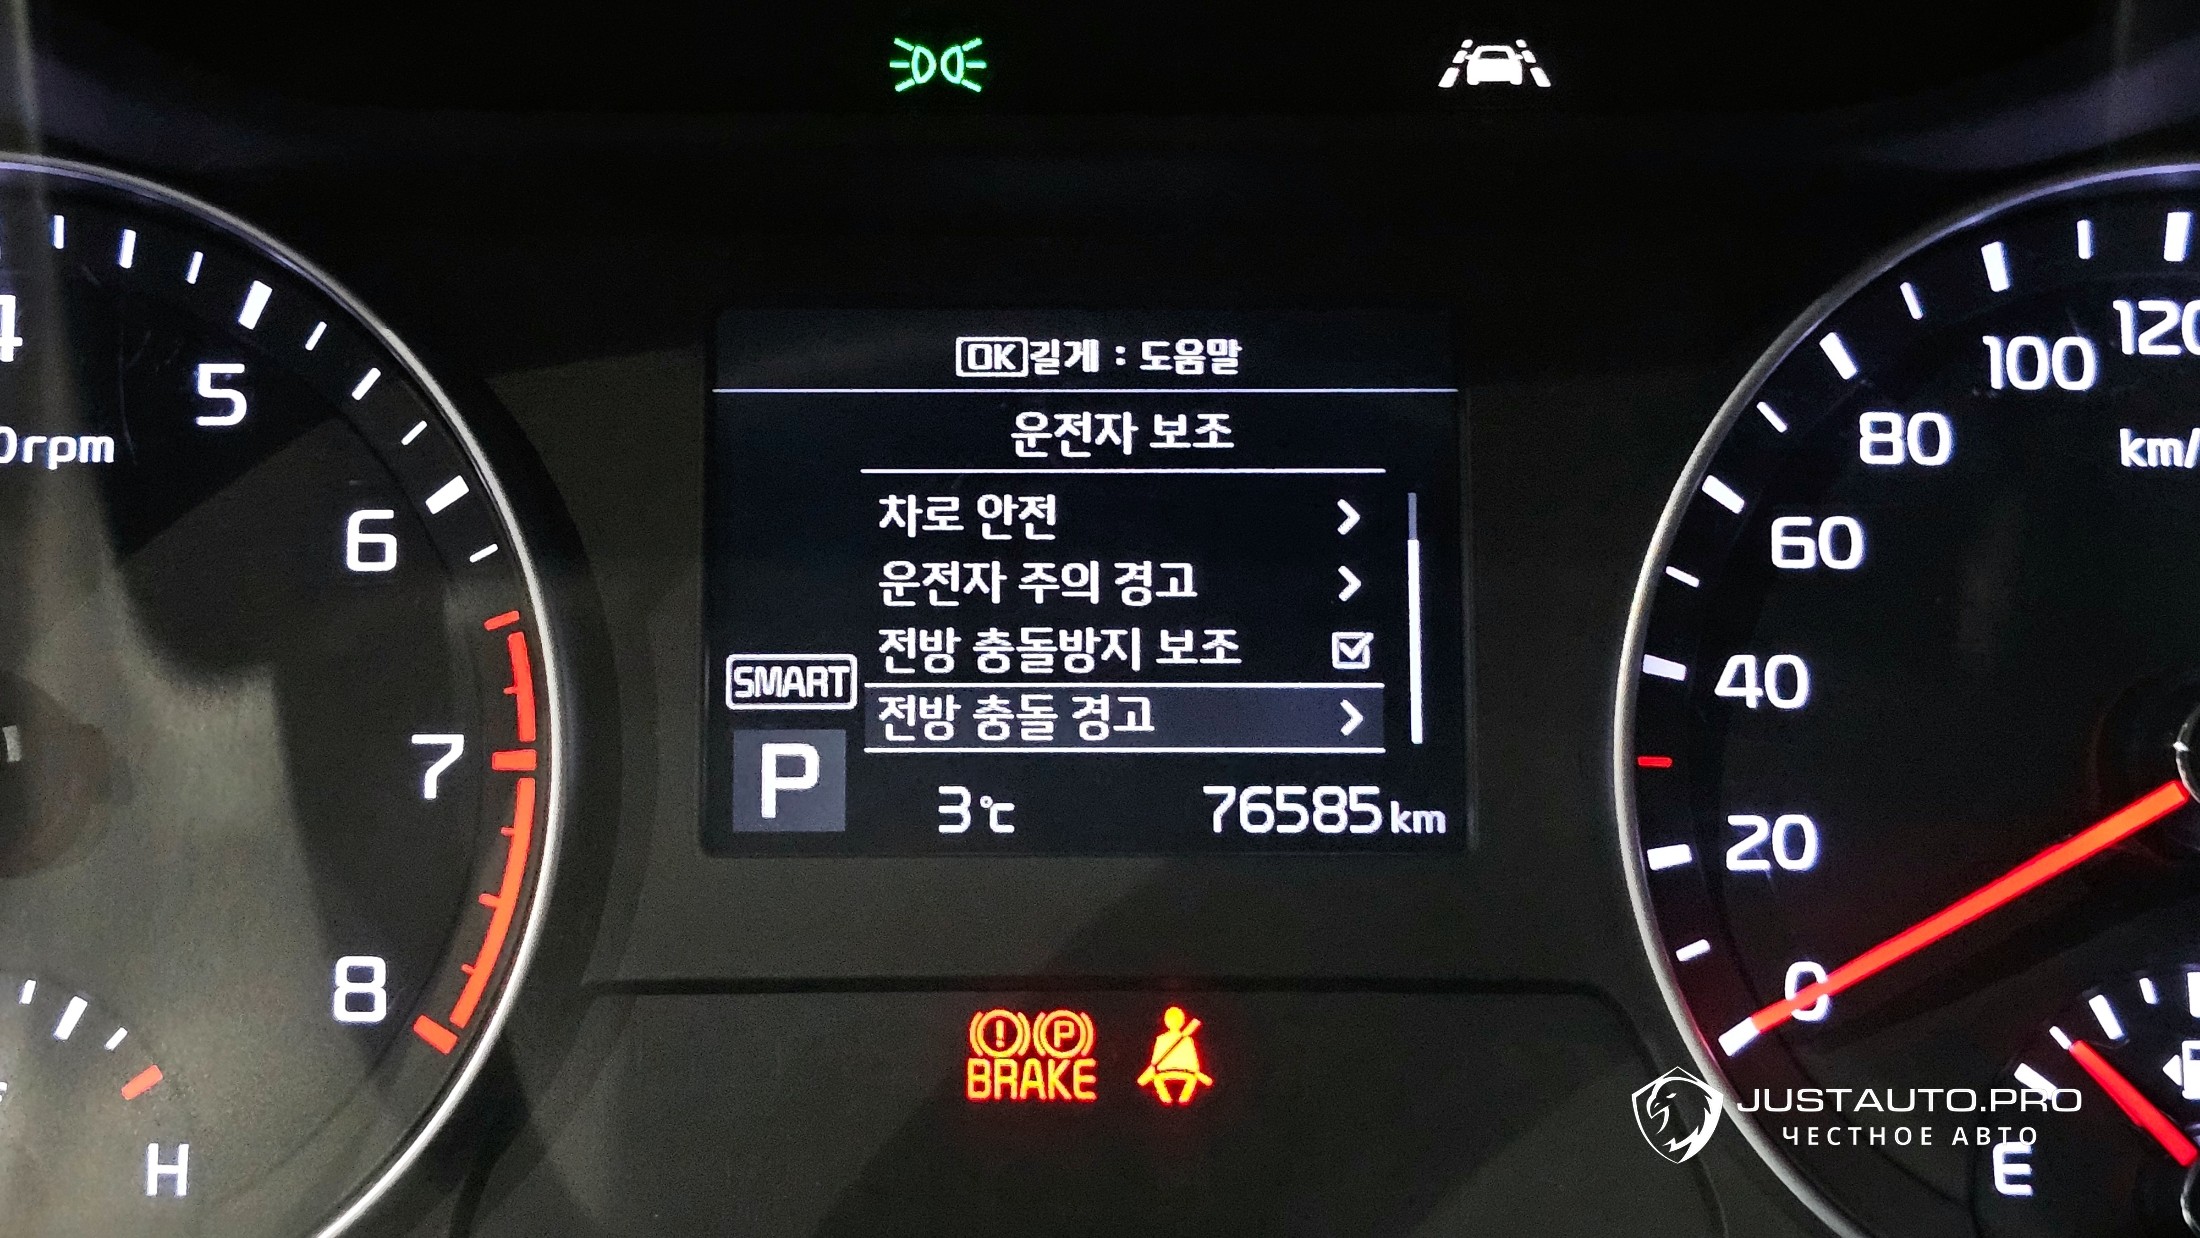 OK길게 : 도움말
운전자 보조
차로 안전
운전자 주의 경고
전방 충돌방지 보조
SMART
전방 충돌 경고
P
3℃
76585km
4
5
rpm
6
7
8
H
120
100
km/
80
60
40
20
0
E
! P
BRAKE
JUSTAUTO.PRO
ЧЕСТНОЕ АВТО